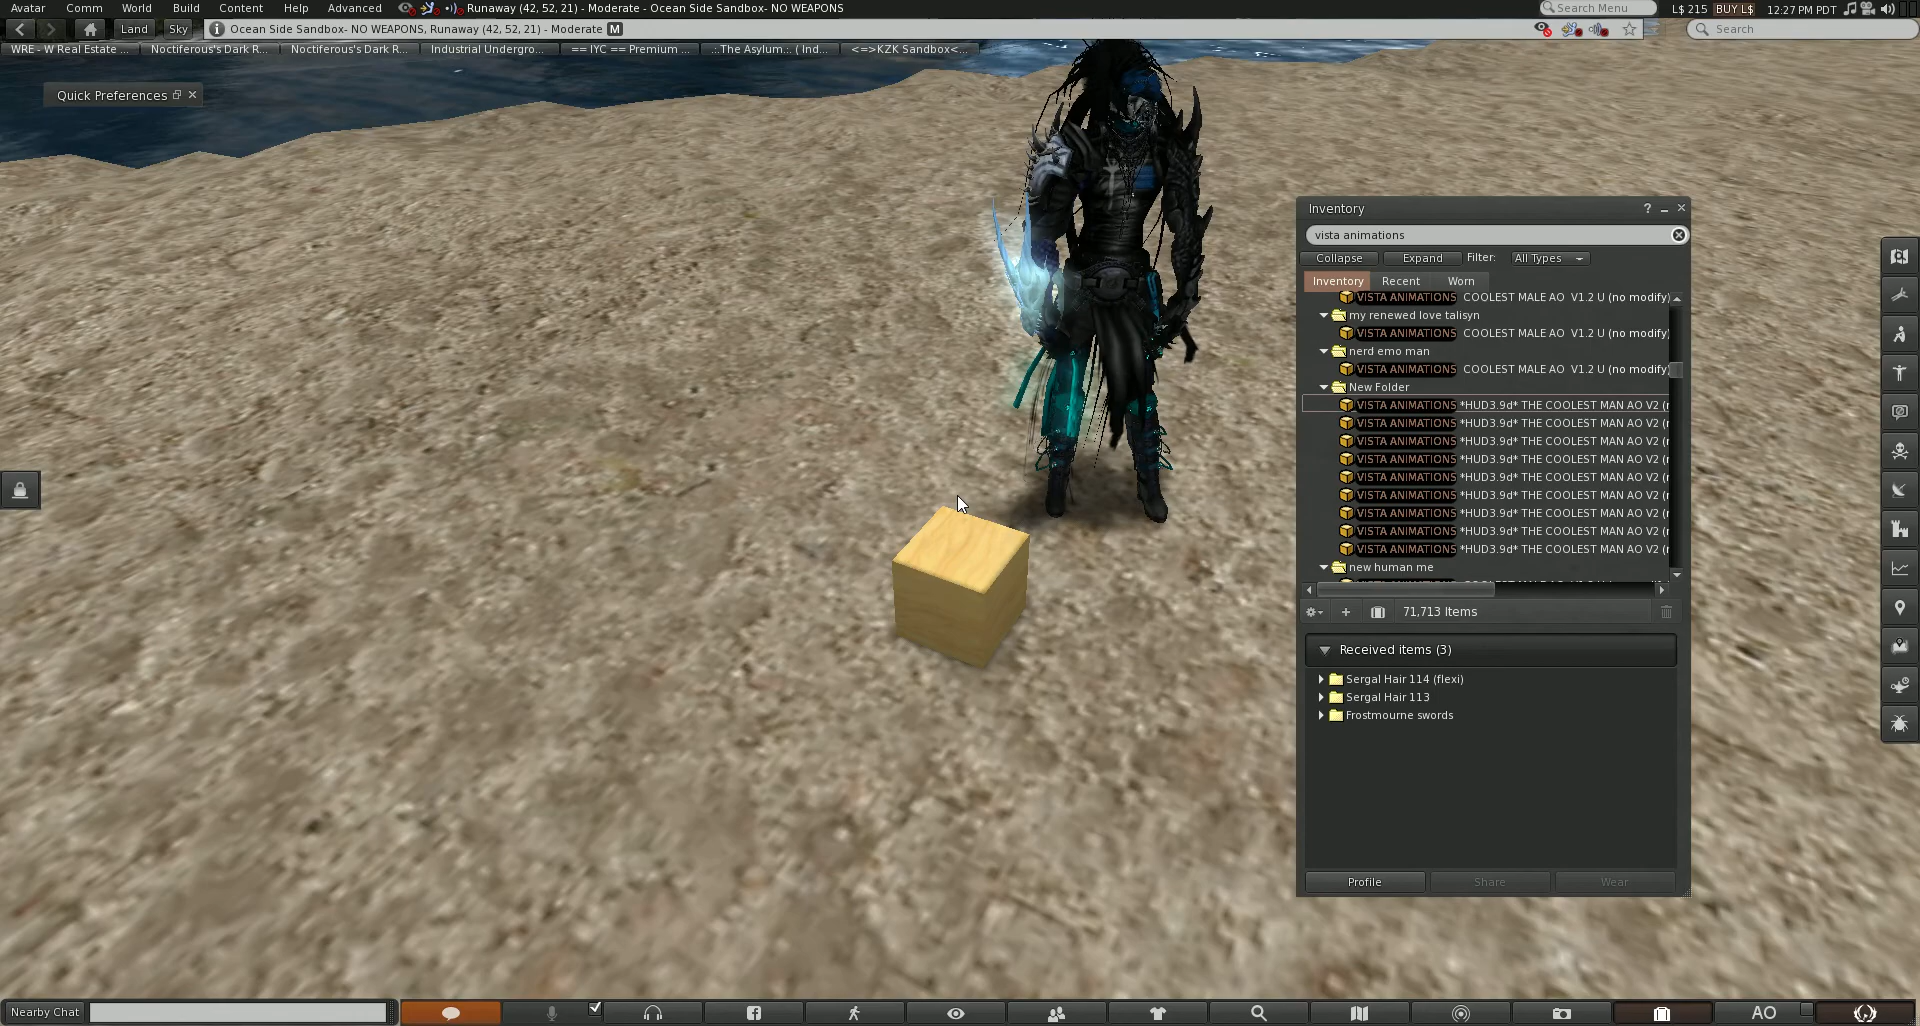 Avatar Comm World Build Content Help Advanced Runaway (42, 52, 21) - Moderate - Ocean Side Sandbox- NO WEAPONS Search Menu L$ 215 BUY L$ 12:27 PM PDT
Land Sky Ocean Side Sandbox- NO WEAPONS, Runaway (42, 52, 21) - Moderate M Search
WRE - W Real Estate ... Noctiferous's Dark R... Noctiferous's Dark R... Industrial Undergro... == IYC == Premium ... .:.The Asylum.:. ( Ind... <=>KZK Sandbox<...
Quick Preferences
Inventory ?
vista animations
Collapse Expand Filter: All Types
Inventory Recent Worn
VISTA ANIMATIONS COOLEST MALE AO V1.2 U (no modify)
my renewed love talisyn
VISTA ANIMATIONS COOLEST MALE AO V1.2 U (no modify)
nerd emo man
VISTA ANIMATIONS COOLEST MALE AO V1.2 U (no modify)
New Folder
VISTA ANIMATIONS *HUD3.9d* THE COOLEST MAN AO V2 (
VISTA ANIMATIONS *HUD3.9d* THE COOLEST MAN AO V2 (
VISTA ANIMATIONS *HUD3.9d* THE COOLEST MAN AO V2 (
VISTA ANIMATIONS *HUD3.9d* THE COOLEST MAN AO V2 (
VISTA ANIMATIONS *HUD3.9d* THE COOLEST MAN AO V2 (
VISTA ANIMATIONS *HUD3.9d* THE COOLEST MAN AO V2 (
VISTA ANIMATIONS *HUD3.9d* THE COOLEST MAN AO V2 (
VISTA ANIMATIONS *HUD3.9d* THE COOLEST MAN AO V2 (
VISTA ANIMATIONS *HUD3.9d* THE COOLEST MAN AO V2 (
new human me
71,713 Items
Received items (3)
Sergal Hair 114 (flexi)
Sergal Hair 113
Frostmourne swords
Profile Share Wear
Nearby Chat AO